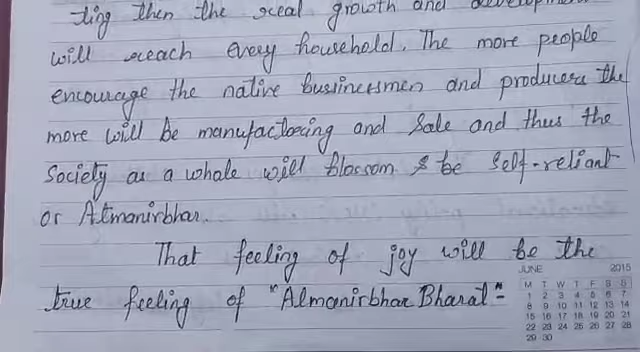 ting then the real growth and development
will reach every household. The more people
encourage the native businessmen and producers the
more will be manufactoring and Sale and thus the
Society as a whole will blossom & be Self-reliant
or Atmanirbhar.
That feeling of joy will be the
true feeling of "Almanirbhar Bharat"-
JUNE 2015
M T W T F S S
1 2 3 4 5 6 7
8 9 10 11 12 13 14
15 16 17 18 19 20 21
22 23 24 25 26 27 28
29 30